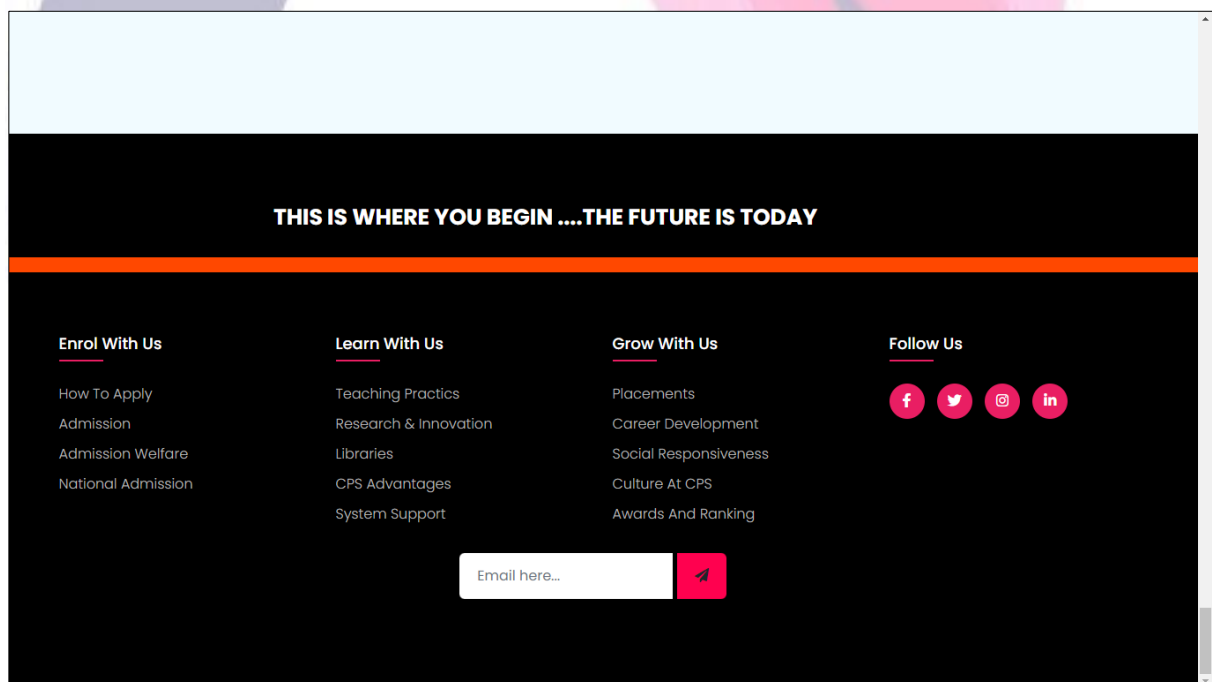 THIS IS WHERE YOU BEGIN ....THE FUTURE IS TODAY
Enrol With Us
How To Apply
Admission
Admission Welfare
National Admission
Learn With Us
Teaching Practics
Research & Innovation
Libraries
CPS Advantages
System Support
Grow With Us
Placements
Career Development
Social Responsiveness
Culture At CPS
Awards And Ranking
Follow Us
Email here...